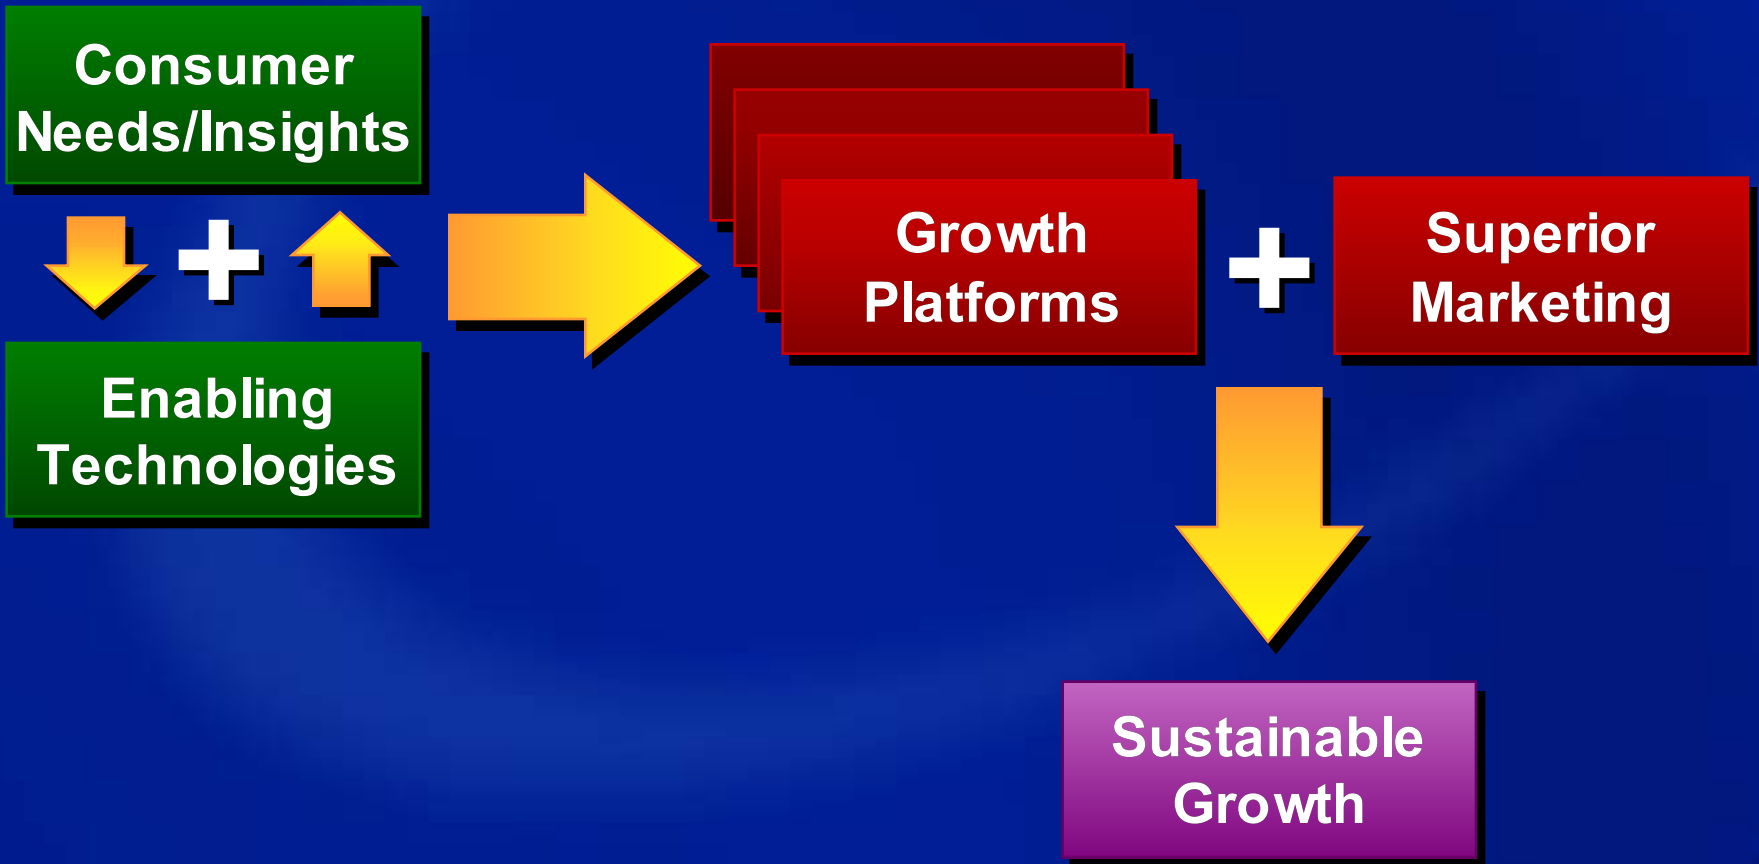 Consumer
Needs/Insights
Enabling
Technologies
Growth
Platforms
Superior
Marketing
Sustainable
Growth